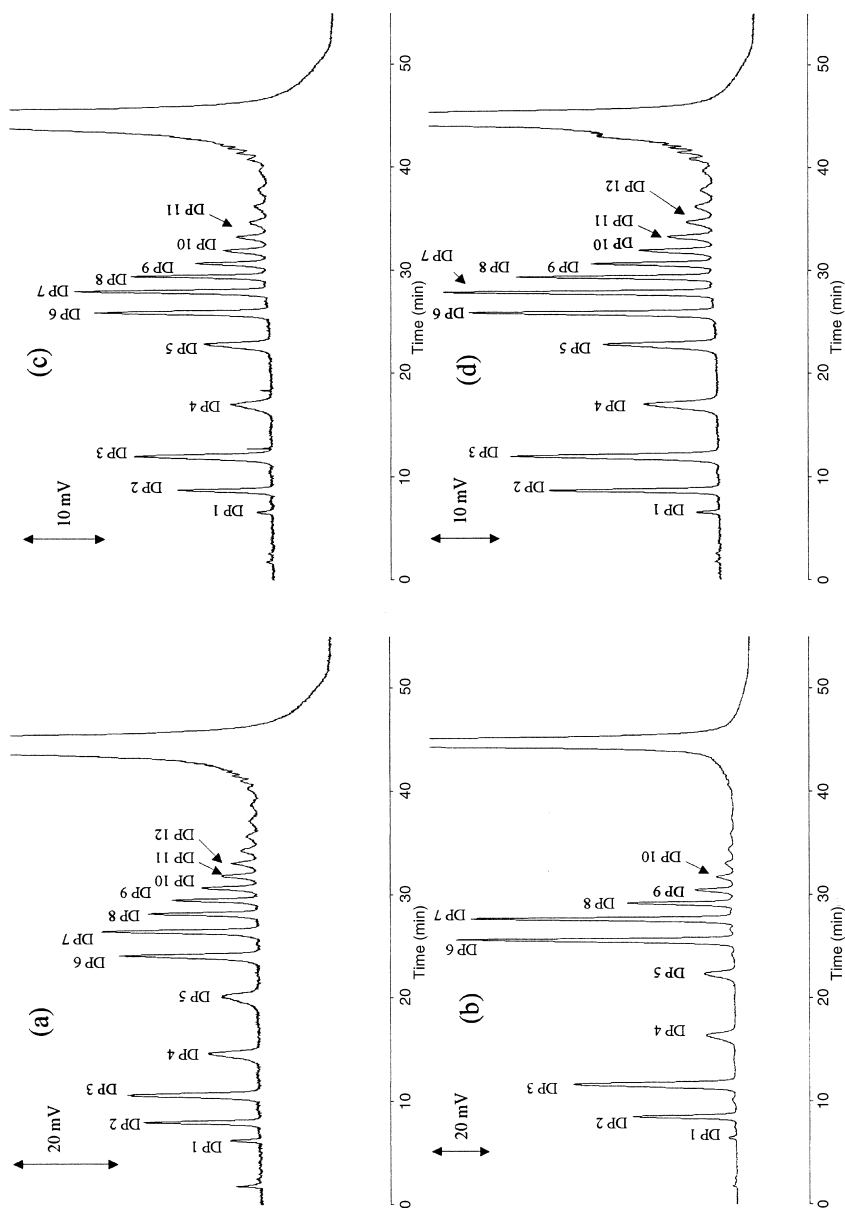 (a)
20 mV
DP 1
DP 2
DP 3
DP 4
DP 5
DP 6
DP 7
DP 8
DP 9
DP 10
DP 11
DP 12
0
10
20
30
40
50
Time (min)
(b)
20 mV
DP 1
DP 2
DP 3
DP 4
DP 5
DP 6
DP 7
DP 8
DP 9
DP 10
0
10
20
30
40
50
Time (min)
(c)
10 mV
DP 1
DP 2
DP 3
DP 4
DP 5
DP 6
DP 7
DP 8
DP 9
DP 10
DP 11
0
10
20
30
40
50
Time (min)
(d)
10 mV
DP 1
DP 2
DP 3
DP 4
DP 5
DP 6
DP 7
DP 8
DP 9
DP 10
DP 11
DP 12
0
10
20
30
40
50
Time (min)